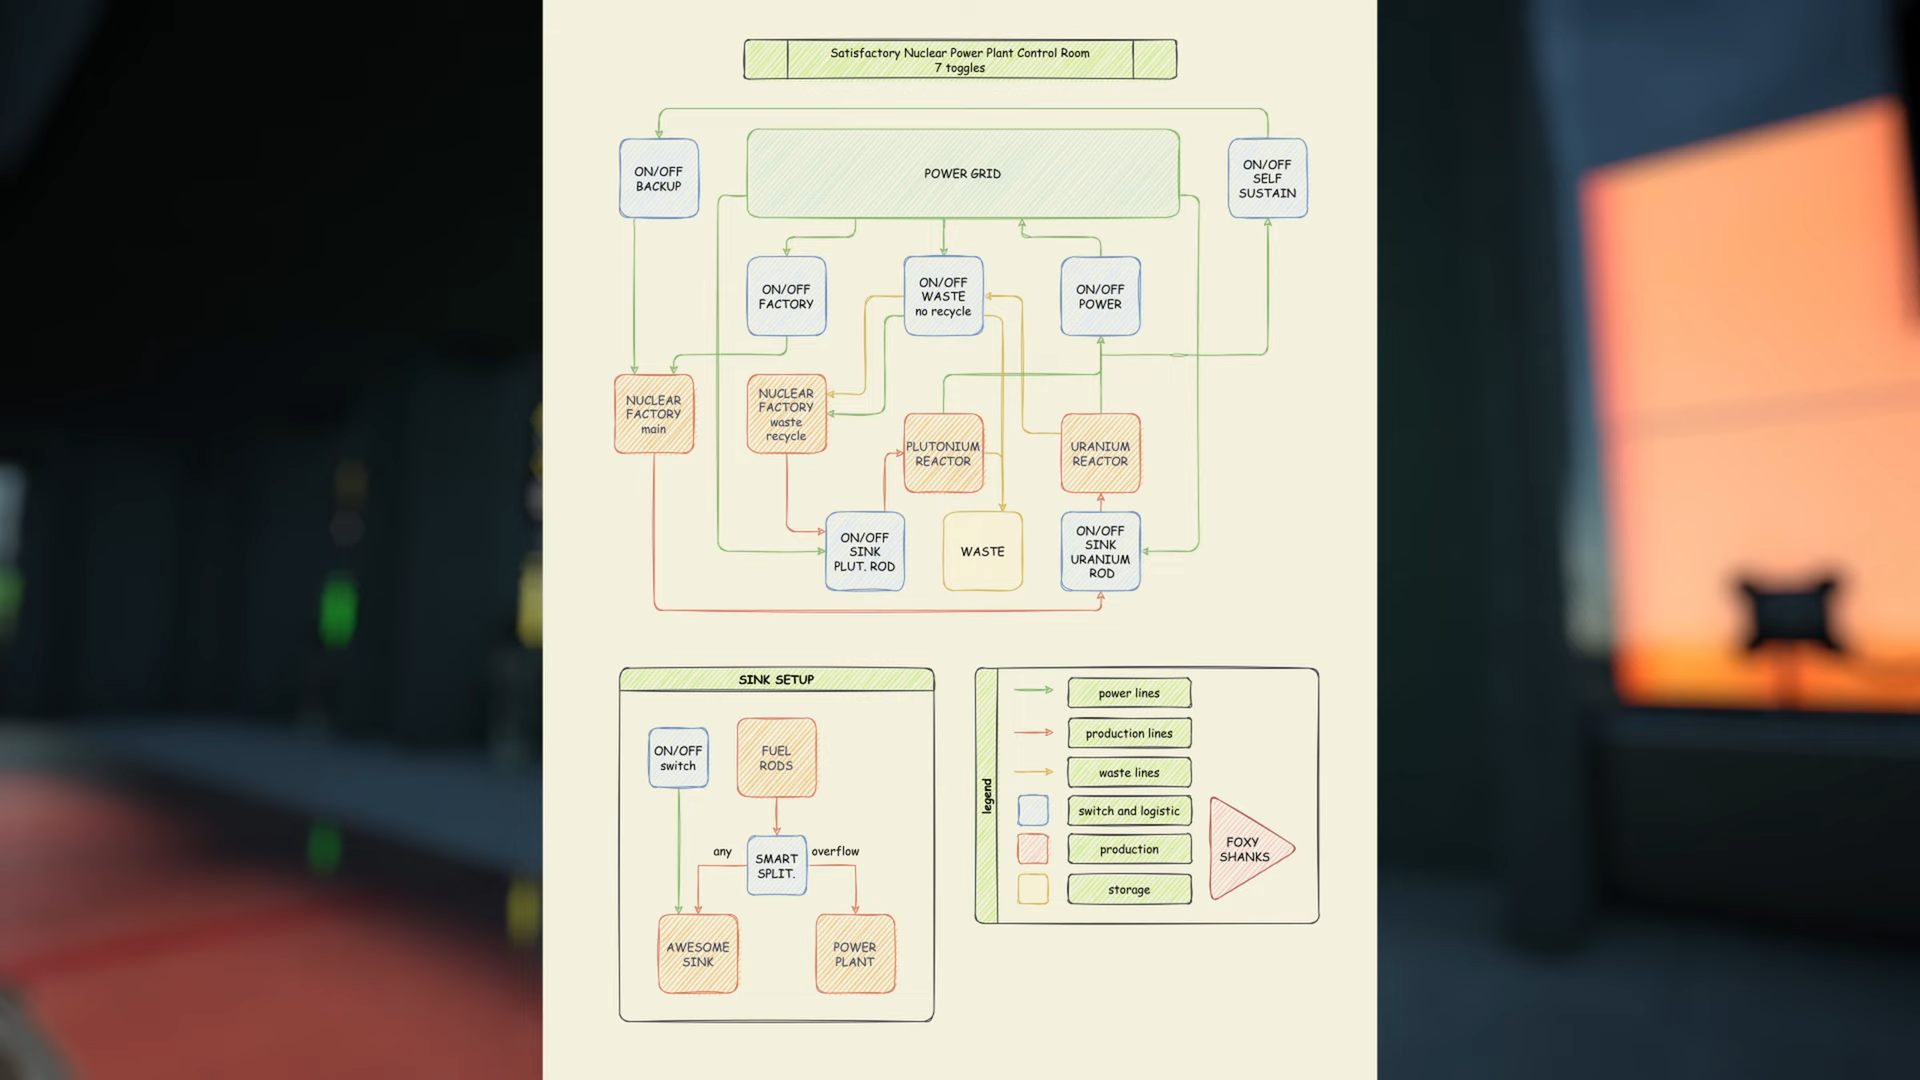 Satisfactory Nuclear Power Plant Control Room
7 toggles
ON/OFF
BACKUP
POWER GRID
ON/OFF
SELF
SUSTAIN
ON/OFF
FACTORY
ON/OFF
WASTE
no recycle
ON/OFF
POWER
NUCLEAR
FACTORY
main
NUCLEAR
FACTORY
waste
recycle
PLUTONIUM
REACTOR
URANIUM
REACTOR
ON/OFF
SINK
PLUT. ROD
WASTE
ON/OFF
SINK
URANIUM
ROD
SINK SETUP
ON/OFF
switch
FUEL
RODS
any
SMART
SPLIT.
overflow
AWESOME
SINK
POWER
PLANT
legend
power lines
production lines
waste lines
switch and logistic
production
storage
FOXY
SHANKS